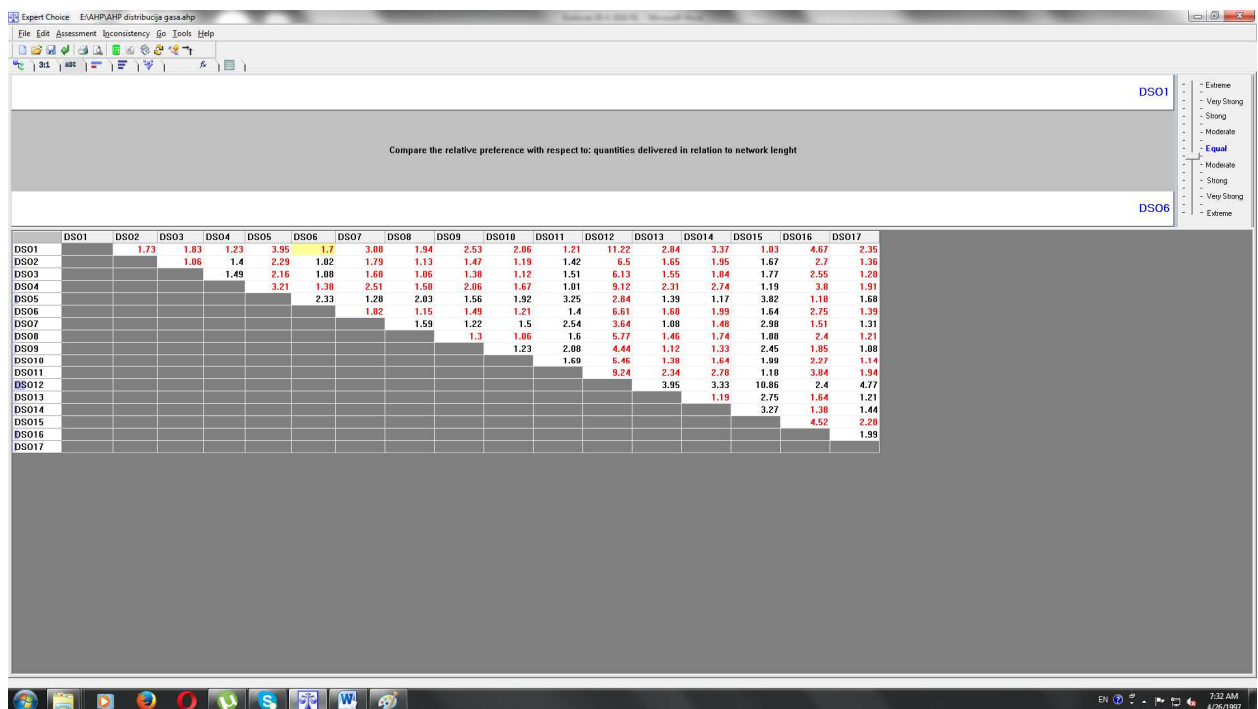 Expert Choice E:\AHP\AHP distribucija gasa.ahp
File Edit Assessment Inconsistency Go Tools Help
3:1 ABC
DSO1
Compare the relative preference with respect to: quantities delivered in relation to network lenght
DSO6
Extreme
Very Strong
Strong
Moderate
Equal
Moderate
Strong
Very Strong
Extreme
DSO1 DSO2 DSO3 DSO4 DSO5 DSO6 DSO7 DSO8 DSO9 DSO10 DSO11 DSO12 DSO13 DSO14 DSO15 DSO16 DSO17
DSO1 1.73 1.83 1.23 3.95 1.7 3.08 1.94 2.53 2.06 1.21 11.22 2.84 3.37 1.03 4.67 2.35
DSO2 1.06 1.4 2.29 1.02 1.79 1.13 1.47 1.19 1.42 6.5 1.65 1.95 1.67 2.7 1.36
DSO3 1.49 2.16 1.08 1.68 1.06 1.38 1.12 1.51 6.13 1.55 1.84 1.77 2.55 1.28
DSO4 3.21 1.38 2.51 1.58 2.06 1.67 1.01 9.12 2.31 2.74 1.19 3.8 1.91
DSO5 2.33 1.28 2.03 1.56 1.92 3.25 2.84 1.39 1.17 3.82 1.18 1.68
DSO6 1.82 1.15 1.49 1.21 1.4 6.61 1.68 1.99 1.64 2.75 1.39
DSO7 1.59 1.22 1.5 2.54 3.64 1.08 1.48 2.98 1.51 1.31
DSO8 1.3 1.06 1.6 5.77 1.46 1.74 1.88 2.4 1.21
DSO9 1.23 2.08 4.44 1.12 1.33 2.45 1.85 1.08
DSO10 1.69 5.46 1.38 1.64 1.99 2.27 1.14
DSO11 9.24 2.34 2.78 1.18 3.84 1.94
DSO12 3.95 3.33 10.86 2.4 4.77
DSO13 1.19 2.75 1.64 1.21
DSO14 3.27 1.38 1.44
DSO15 4.52 2.28
DSO16 1.99
DSO17
EN 7:32 AM
4/26/1997